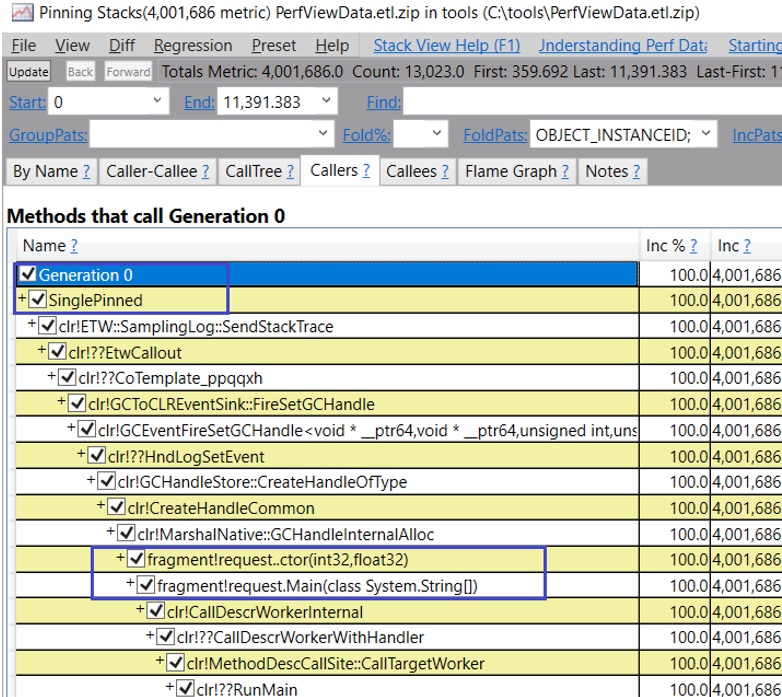 Pinning Stacks(4,001,686 metric) PerfViewData.etl.zip in tools (C:\tools\PerfViewData.etl.zip)
File View Diff Regression Preset Help Stack View Help (F1) Jnderstanding Perf Data Starting
Update Back Forward Totals Metric: 4,001,686.0 Count: 13,023.0 First: 359.692 Last: 11,391.383 Last-First: 11
Start: 0 End: 11,391.383 Find:
GroupPats: Fold%: FoldPats: OBJECT_INSTANCEID; IncPats
By Name ? Caller-Callee ? CallTree ? Callers ? Callees ? Flame Graph ? Notes ?
Methods that call Generation 0
Name ? Inc % ? Inc ?
Generation 0 100.0 4,001,686
+ SinglePinned 100.0 4,001,686
+ clr!ETW::SamplingLog::SendStackTrace 100.0 4,001,686
+ clr!??EtwCallout 100.0 4,001,686
+ clr!??CoTemplate_ppqqxh 100.0 4,001,686
+ clr!GCToCLREventSink::FireSetGCHandle 100.0 4,001,686
+ clr!GCEventFireSetGCHandle<void * __ptr64,void * __ptr64,unsigned int,uns 100.0 4,001,686
+ clr!??HndLogSetEvent 100.0 4,001,686
+ clr!GCHandleStore::CreateHandleOfType 100.0 4,001,686
+ clr!CreateHandleCommon 100.0 4,001,686
+ clr!MarshalNative::GCHandleInternalAlloc 100.0 4,001,686
+ fragment!request..ctor(int32,float32) 100.0 4,001,686
+ fragment!request.Main(class System.String[]) 100.0 4,001,686
+ clr!CallDescrWorkerInternal 100.0 4,001,686
+ clr!??CallDescrWorkerWithHandler 100.0 4,001,686
+ clr!MethodDescCallSite::CallTargetWorker 100.0 4,001,686
+ clr!??RunMain 100.0 4,001,686